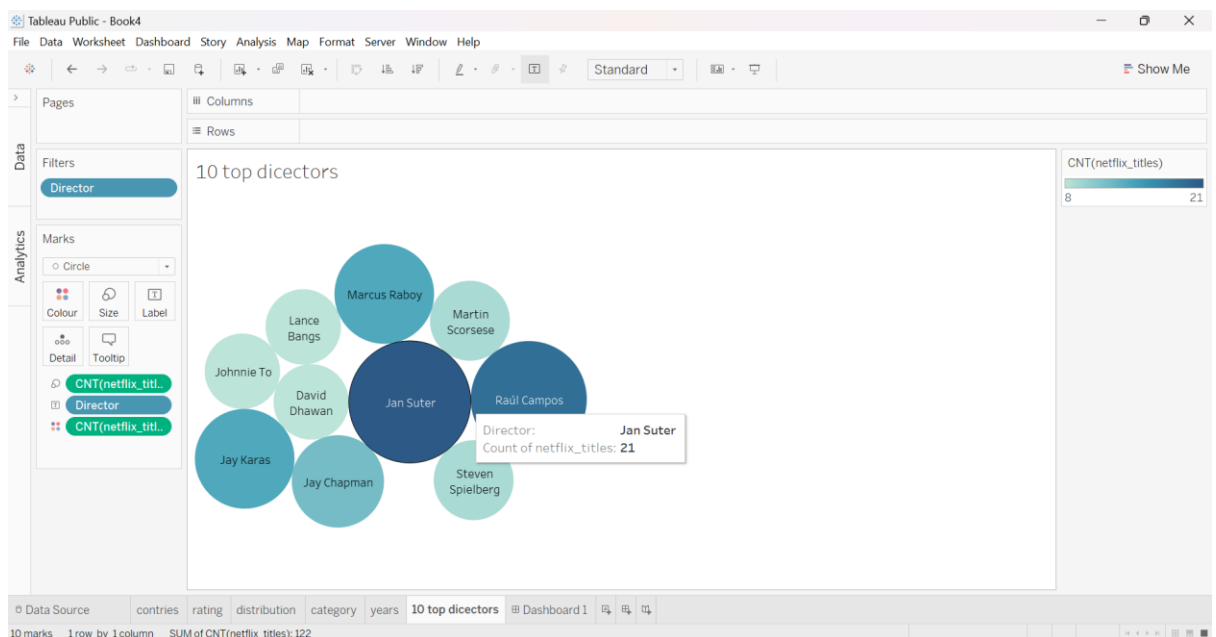 Tableau Public - Book4
File Data Worksheet Dashboard Story Analysis Map Format Server Window Help
Standard
Show Me
Pages
Columns
Rows
Data
Analytics
Filters
Director
Marks
Circle
Colour Size Label
Detail Tooltip
CNT(netflix_titl..
Director
CNT(netflix_titl..
10 top dicectors
Marcus Raboy
Lance
Bangs
Martin
Scorsese
Johnnie To
David
Dhawan
Jan Suter
Raúl Campos
Director: Jan Suter
Count of netflix_titles: 21
Jay Karas
Jay Chapman
Steven
Spielberg
CNT(netflix_titles)
8 21
Data Source contries rating distribution category years 10 top dicectors Dashboard 1
10 marks 1 row by 1 column SUM of CNT(netflix_titles): 122